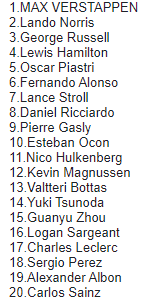 1.MAX VERSTAPPEN
2.Lando Norris
3.George Russell
4.Lewis Hamilton
5.Oscar Piastri
6.Fernando Alonso
7.Lance Stroll
8.Daniel Ricciardo
9.Pierre Gasly
10.Esteban Ocon
11.Nico Hulkenberg
12.Kevin Magnussen
13.Valtteri Bottas
14.Yuki Tsunoda
15.Guanyu Zhou
16.Logan Sargeant
17.Charles Leclerc
18.Sergio Perez
19.Alexander Albon
20.Carlos Sainz